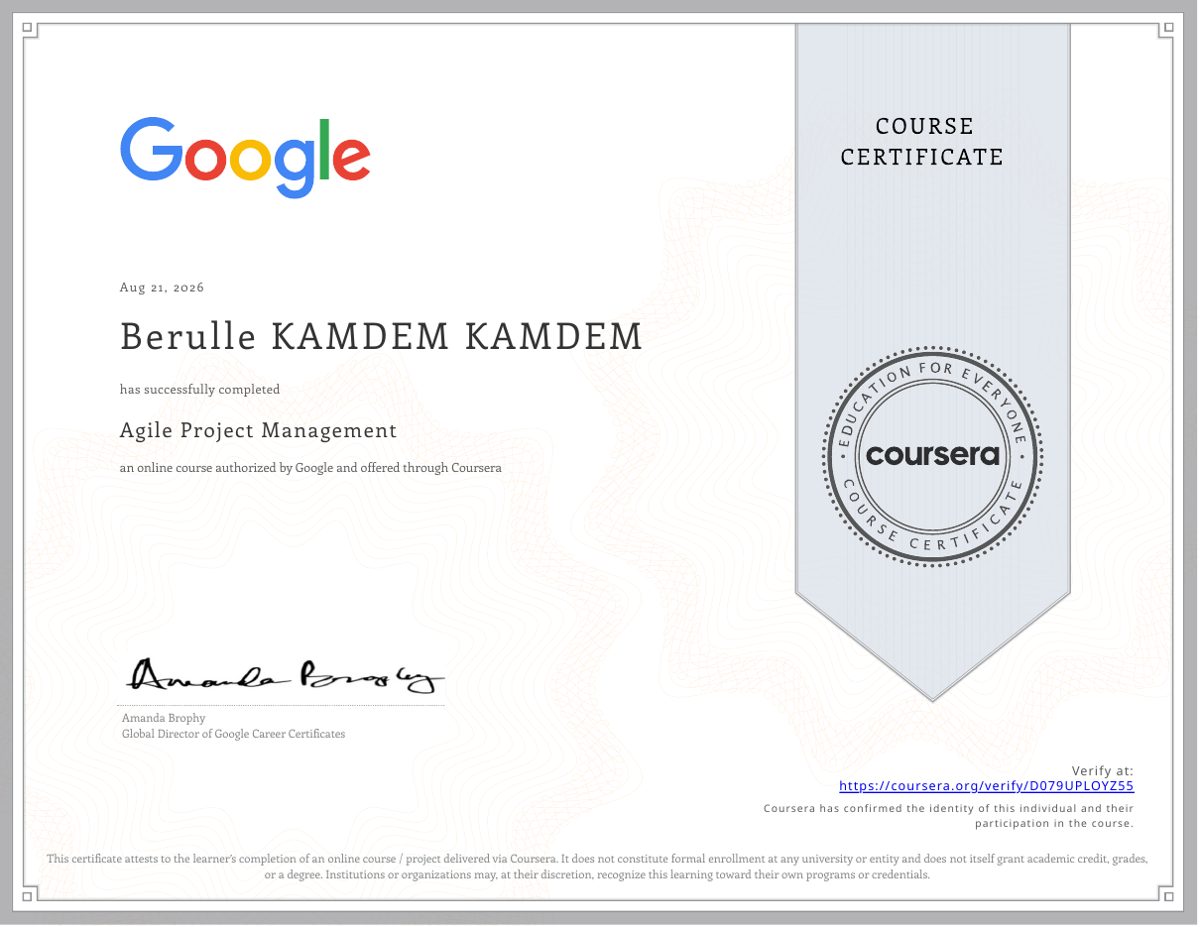 Google
COURSE
CERTIFICATE
Aug 21, 2026
Berulle KAMDEM KAMDEM
has successfully completed
Agile Project Management
an online course authorized by Google and offered through Coursera
EDUCATION FOR EVERYONE
coursera
COURSE CERTIFICATE
Amanda Brophy
Amanda Brophy
Global Director of Google Career Certificates
Verify at:
https://coursera.org/verify/D079UPLOYZ55
Coursera has confirmed the identity of this individual and their
participation in the course.
This certificate attests to the learner's completion of an online course / project delivered via Coursera. It does not constitute formal enrollment at any university or entity and does not itself grant academic credit, grades,
or a degree. Institutions or organizations may, at their discretion, recognize this learning toward their own programs or credentials.